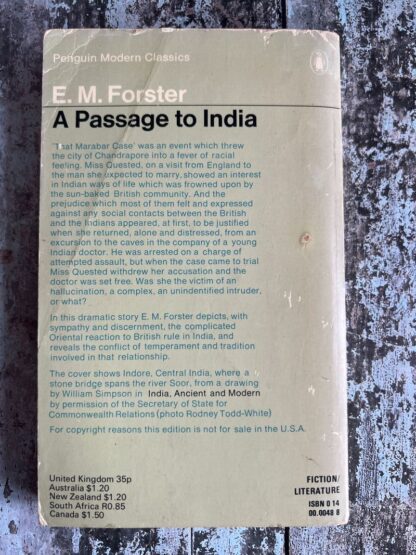 Penguin Modern Classics
E. M. Forster
A Passage to India
'That Marabar Case' was an event which threw
the city of Chandrapore into a fever of racial
feeling. Miss Quested, on a visit from England to
the man she expected to marry, showed an interest
in Indian ways of life which was frowned upon by
the sun-baked British community. And the
prejudice which most of them felt and expressed
against any social contacts between the British
and the Indians appeared, at first, to be justified
when she returned, alone and distressed, from an
excursion to the caves in the company of a young
Indian doctor. He was arrested on a charge of
attempted assault, but when the case came to trial
Miss Quested withdrew her accusation and the
doctor was set free. Was she the victim of an
hallucination, a complex, an unidentified intruder,
or what?
In this dramatic story E. M. Forster depicts, with
sympathy and discernment, the complicated
Oriental reaction to British rule in India, and
reveals the conflict of temperament and tradition
involved in that relationship.
The cover shows Indore, Central India, where a
stone bridge spans the river Soor, from a drawing
by William Simpson in India, Ancient and Modern
by permission of the Secretary of State for
Commonwealth Relations (photo Rodney Todd-White)
For copyright reasons this edition is not for sale in the U.S.A.
United Kingdom 35p
Australia $1.20
New Zealand $1.20
South Africa R0.85
Canada $1.50
FICTION/
LITERATURE
ISBN 0 14
00.0048 8